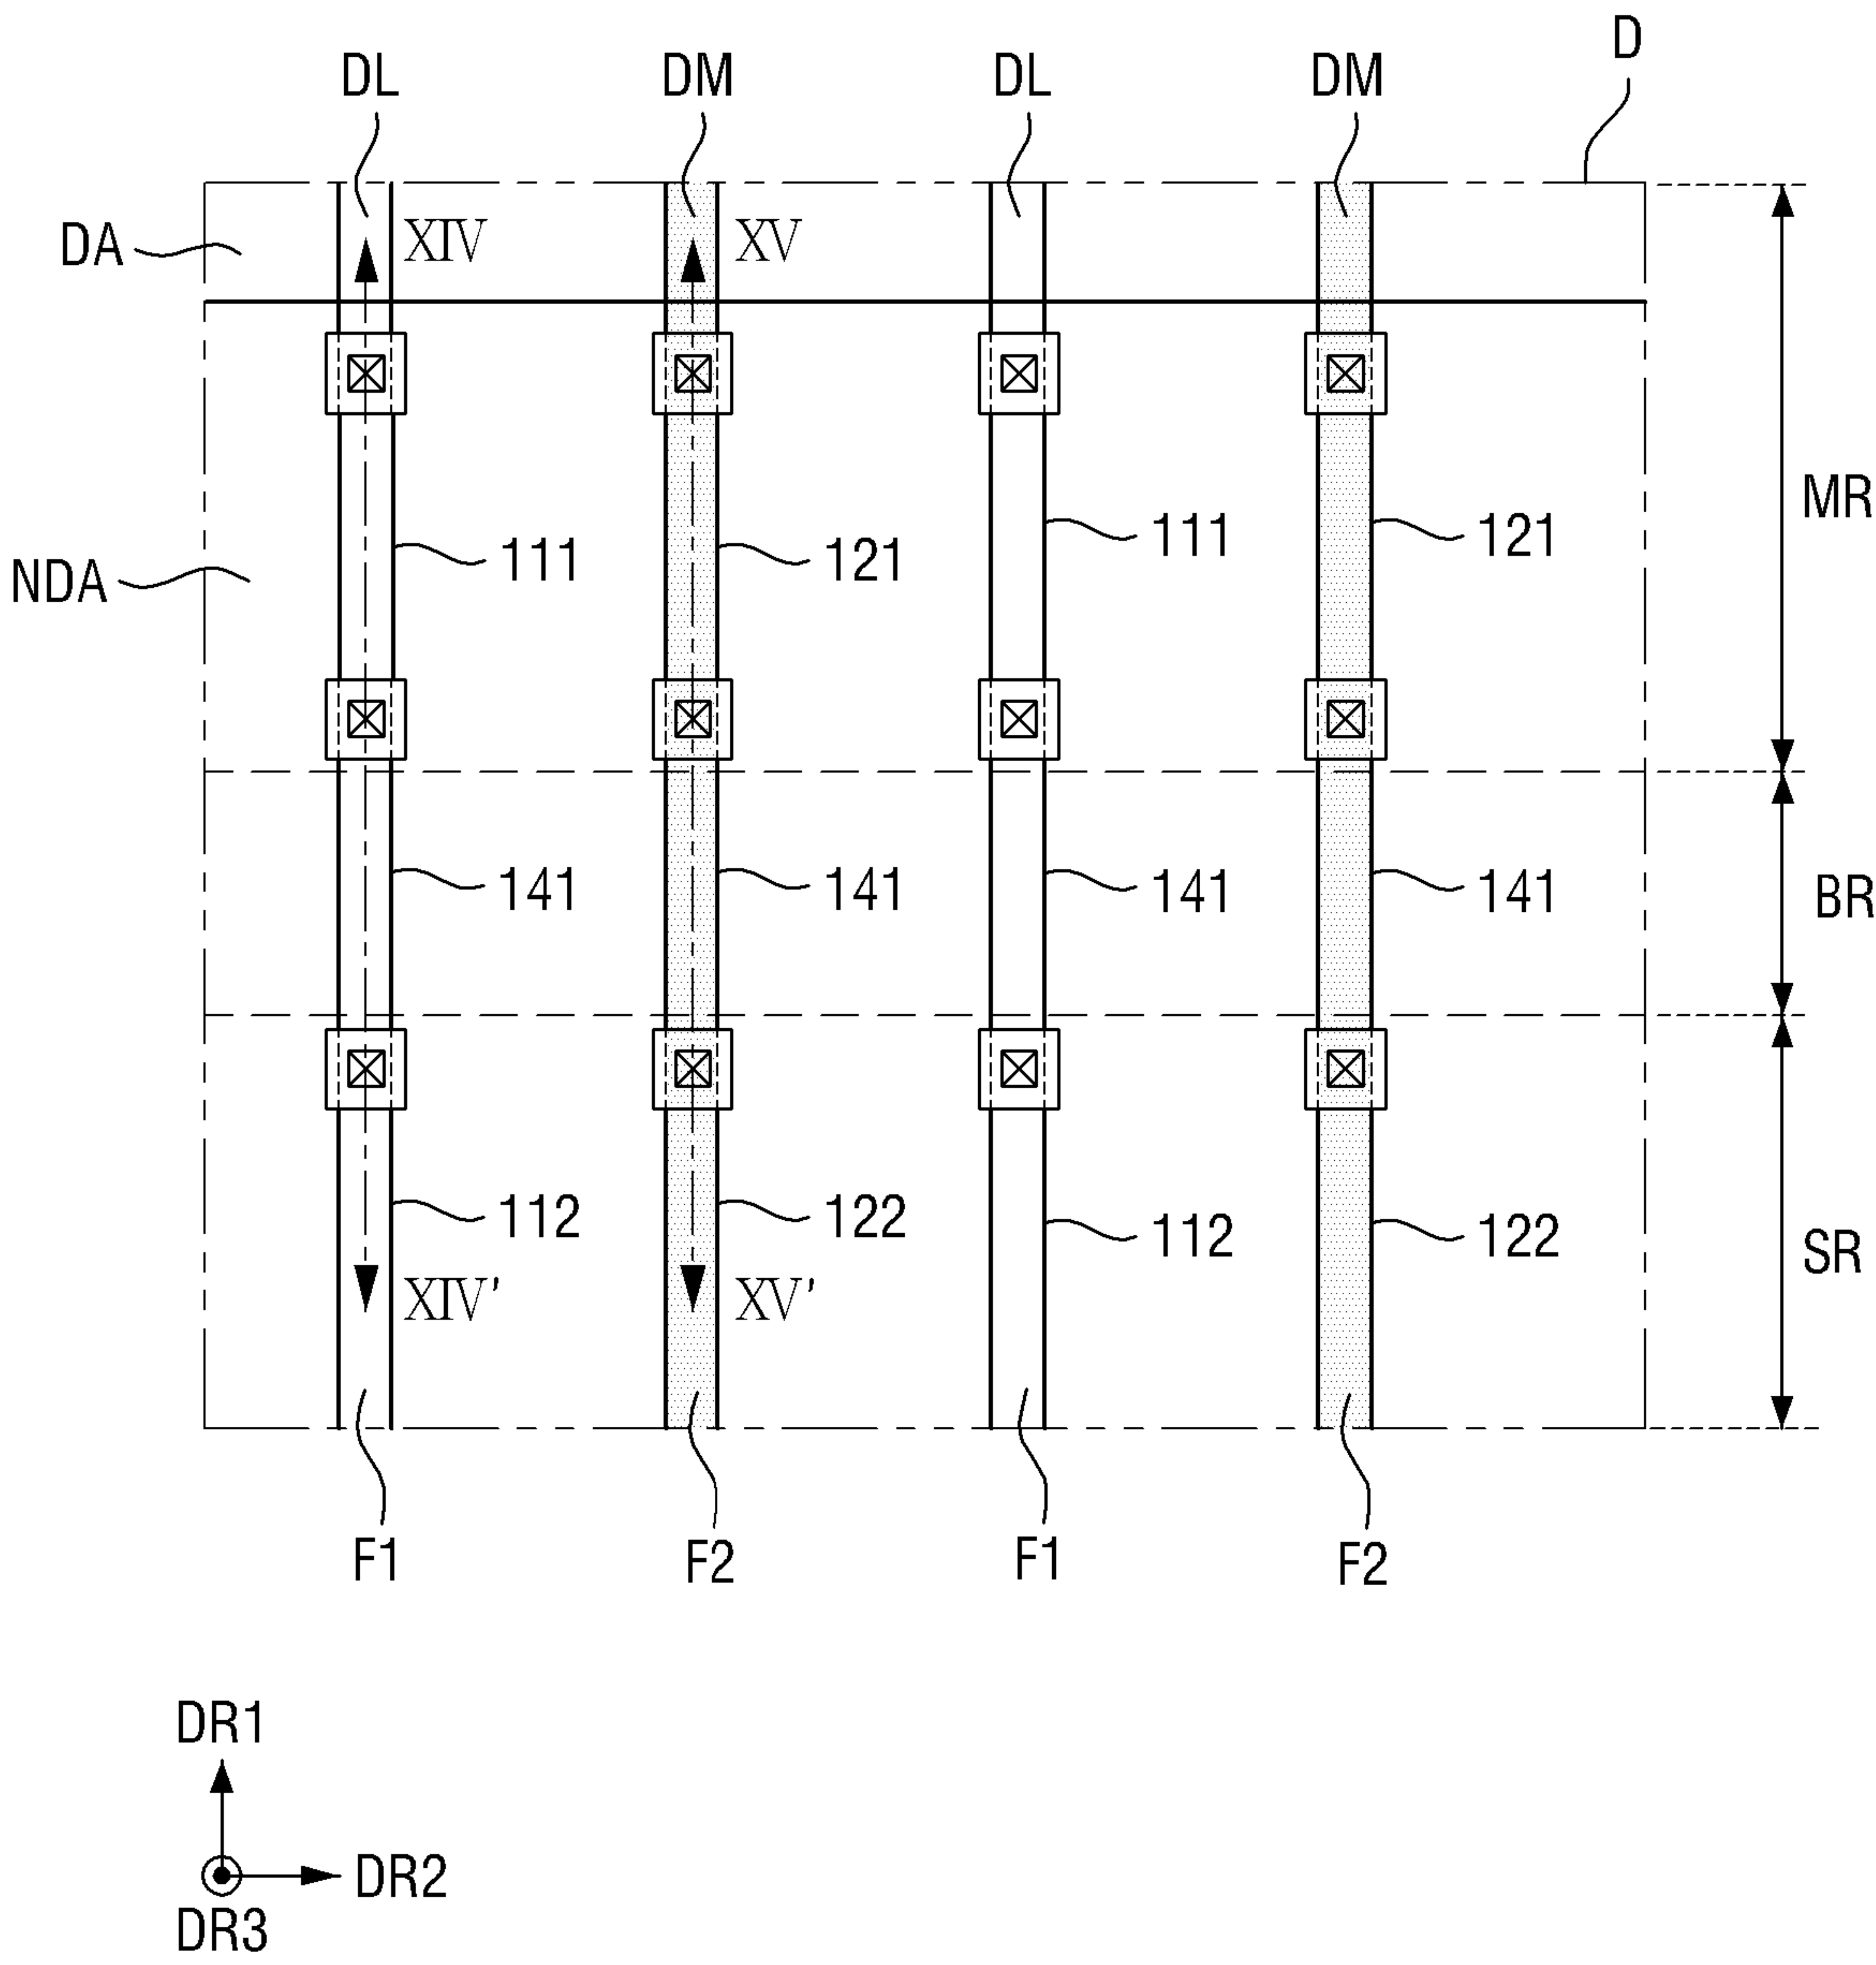 D
DL DM DL DM
DA XIV XV
MR
111 121 111 121
NDA
141 141 141 141 BR
112 122 112 122 SR
XIV' XV'
F1 F2 F1 F2
DR1
DR2
DR3